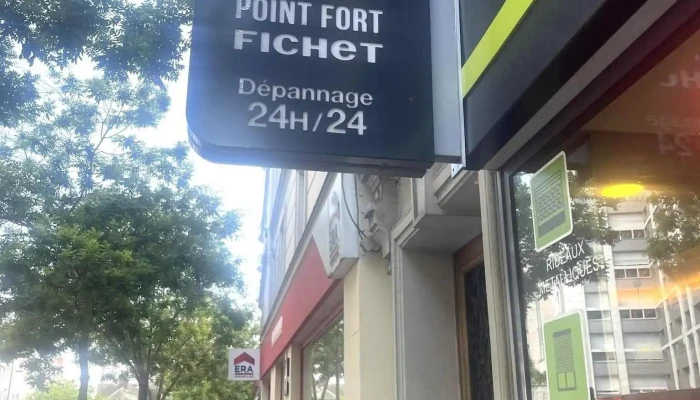 POINT FORT
FICHET
Dépannage
24H/24
RIDEAUX
MÉTALLIQUES
ERA